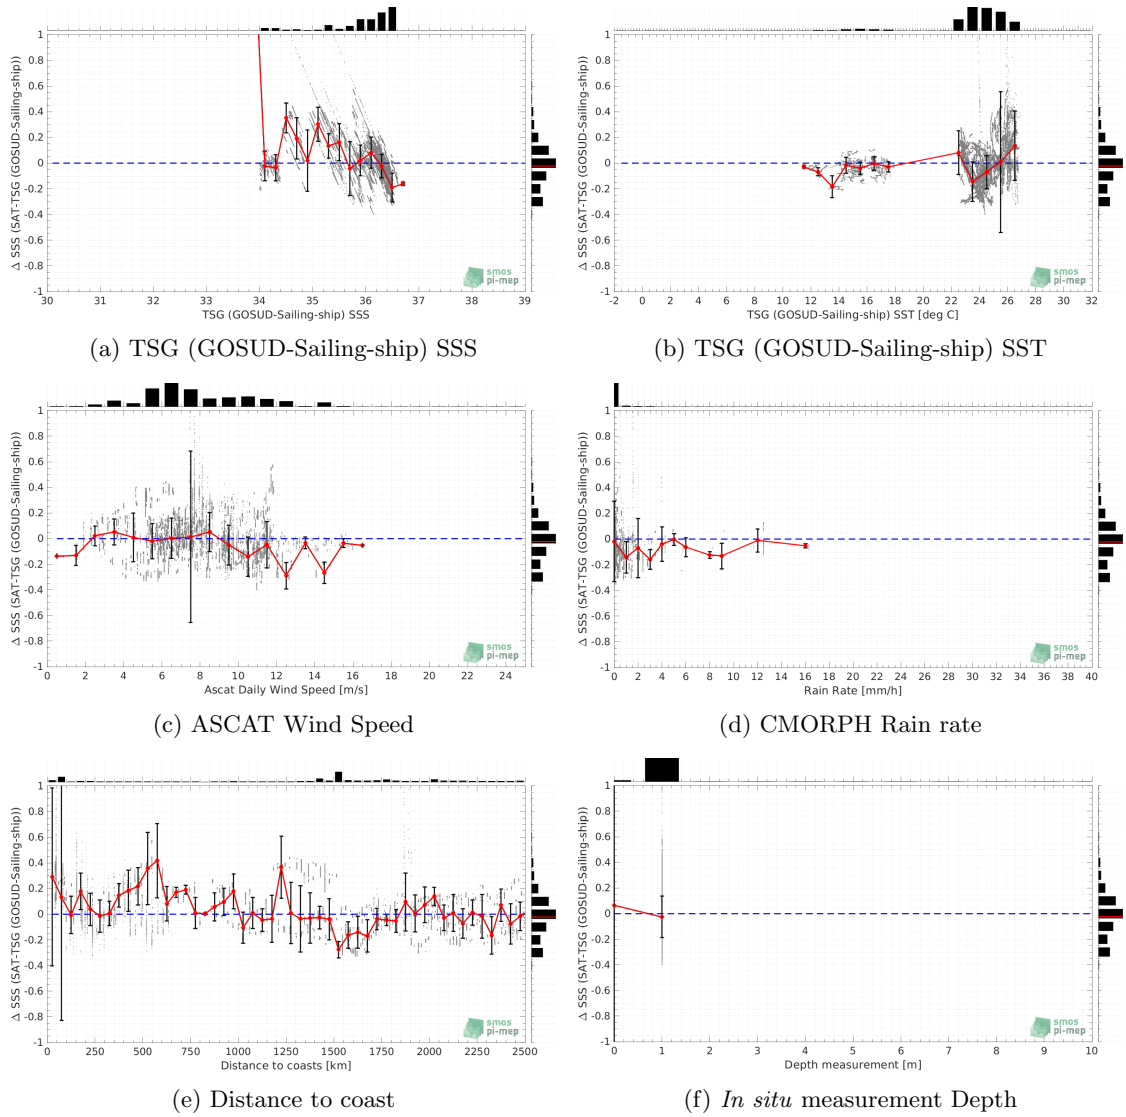 1
0.8
0.6
0.4
0.2
0
-0.2
-0.4
-0.6
-0.8
-1
Δ SSS (SAT-TSG (GOSUD-Sailing-ship))
smos
pi-mep
30 31 32 33 34 35 36 37 38 39
TSG (GOSUD-Sailing-ship) SSS
(a) TSG (GOSUD-Sailing-ship) SSS
1
0.8
0.6
0.4
0.2
0
-0.2
-0.4
-0.6
-0.8
-1
Δ SSS (SAT-TSG (GOSUD-Sailing-ship))
smos
pi-mep
-2 0 2 4 6 8 10 12 14 16 18 20 22 24 26 28 30 32
TSG (GOSUD-Sailing-ship) SST [deg C]
(b) TSG (GOSUD-Sailing-ship) SST
1
0.8
0.6
0.4
0.2
0
-0.2
-0.4
-0.6
-0.8
-1
Δ SSS (SAT-TSG (GOSUD-Sailing-ship))
smos
pi-mep
0 2 4 6 8 10 12 14 16 18 20 22 24
Ascat Daily Wind Speed [m/s]
(c) ASCAT Wind Speed
1
0.8
0.6
0.4
0.2
0
-0.2
-0.4
-0.6
-0.8
-1
Δ SSS (SAT-TSG (GOSUD-Sailing-ship))
smos
pi-mep
0 2 4 6 8 10 12 14 16 18 20 22 24 26 28 30 32 34 36 38 40
Rain Rate [mm/h]
(d) CMORPH Rain rate
1
0.8
0.6
0.4
0.2
0
-0.2
-0.4
-0.6
-0.8
-1
Δ SSS (SAT-TSG (GOSUD-Sailing-ship))
smos
pi-mep
0 250 500 750 1000 1250 1500 1750 2000 2250 2500
Distance to coasts [km]
(e) Distance to coast
1
0.8
0.6
0.4
0.2
0
-0.2
-0.4
-0.6
-0.8
-1
Δ SSS (SAT-TSG (GOSUD-Sailing-ship))
smos
pi-mep
0 1 2 3 4 5 6 7 8 9 10
Depth measurement [m]
(f) In situ measurement Depth